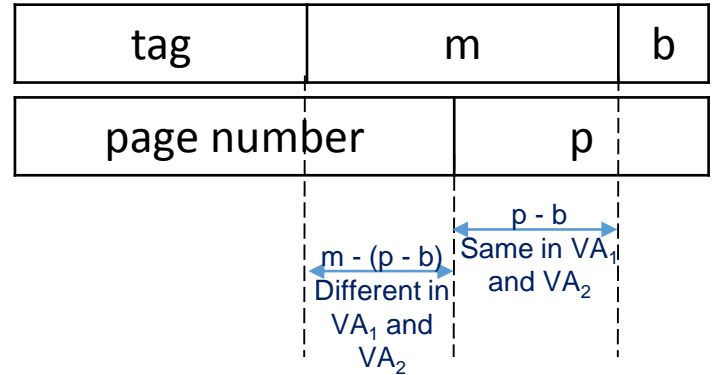 tag m b
page number p
p - b
Same in VA₁
and VA₂
m - (p - b)
Different in
VA₁ and
VA₂